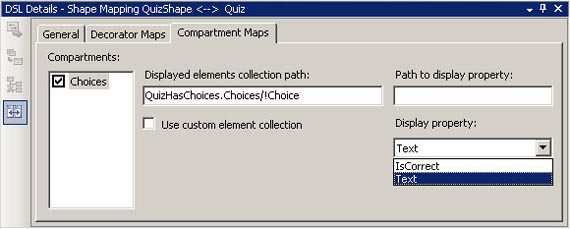 DSL Details - Shape Mapping QuizShape <--> Quiz
General Decorator Maps Compartment Maps
Compartments:
Choices
Displayed elements collection path:
QuizHasChoices.Choices/!Choice
Use custom element collection
Path to display property:
Display property:
Text
IsCorrect
Text